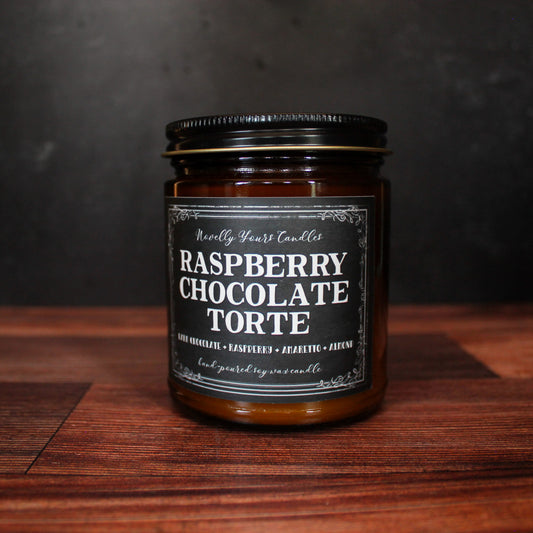 Novelly Yours Candles
RASPBERRY
CHOCOLATE
TORTE
DARK CHOCOLATE + RASPBERRY + AMARETTO + ALMOND
hand-poured soy wax candle